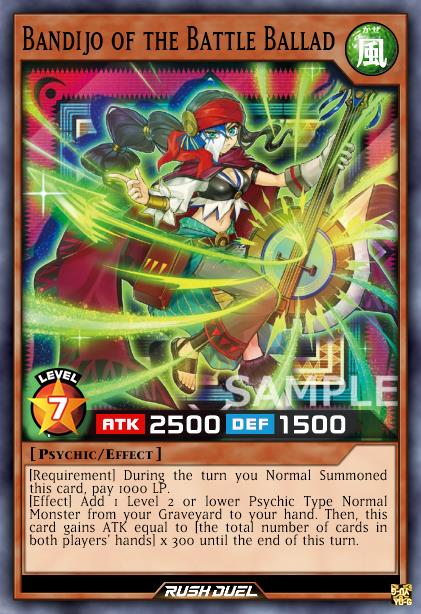 Bandijo of the Battle Ballad
かぜ
風
SAMPLE
LEVEL
7
ATK 2500 DEF 1500
[Psychic/Effect]
[Requirement] During the turn you Normal Summoned
this card, pay 1000 LP.
[Effect] Add 1 Level 2 or lower Psychic Type Normal
Monster from your Graveyard to your hand. Then, this
card gains ATK equal to [the total number of cards in
both players' hands] x 300 until the end of this turn.
RUSH DUEL